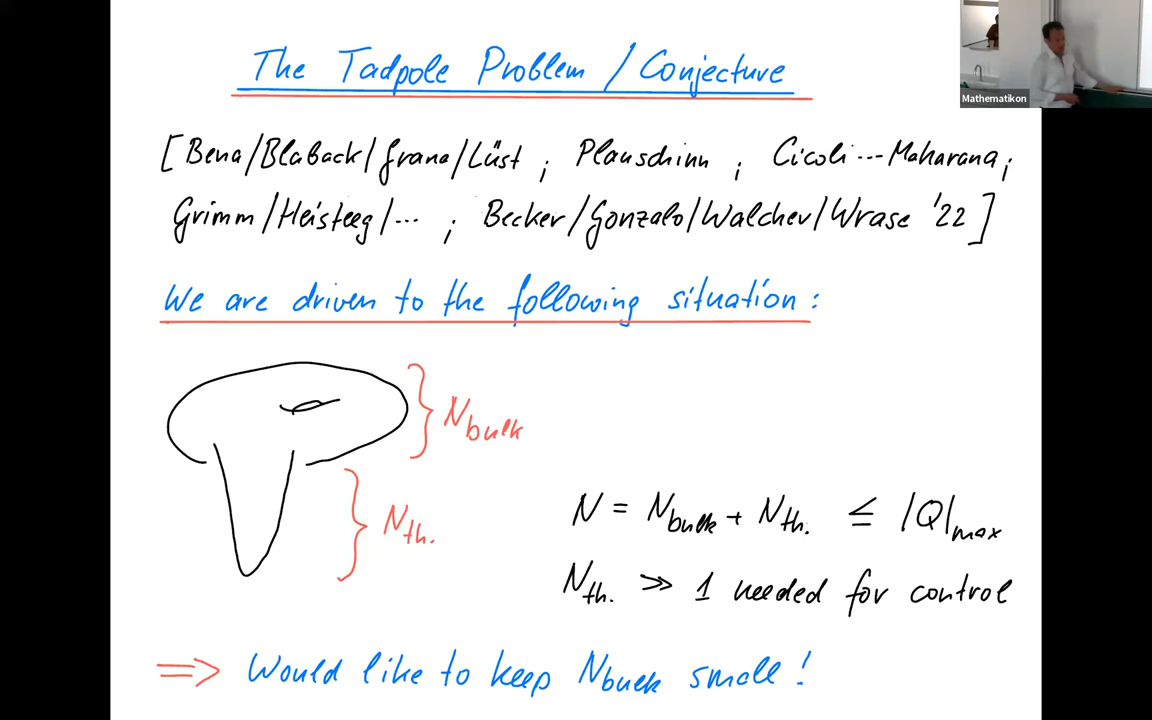 The Tadpole Problem / Conjecture
Mathematikon
[Bena/Blaback/Grana/Lüst ; Plauschinn ; Cicoli...Maharana;
Grimm/Heisteeg/... ; Becker/Gonzalo/Walcher/Wrase '22]
We are driven to the following situation:
N_bulk
N_th.
N = N_bulk + N_th. ≤ |Q|_max
N_th. >> 1 needed for control
=> Would like to keep N_bulk small!